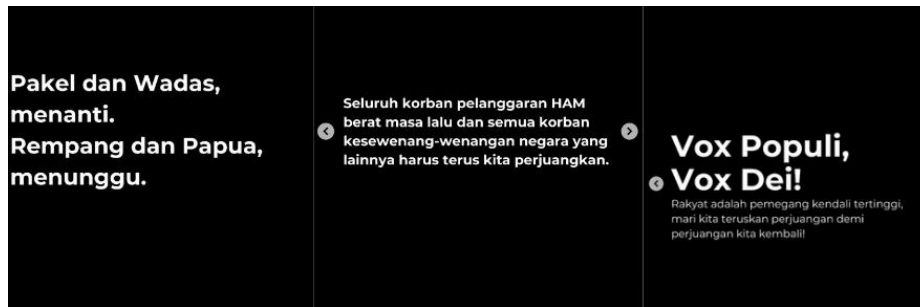 Pakel dan Wadas,
menanti.
Rempang dan Papua,
menunggu.
Seluruh korban pelanggaran HAM
berat masa lalu dan semua korban
kesewenang-wenangan negara yang
lainnya harus terus kita perjuangkan.
Vox Populi,
Vox Dei!
Rakyat adalah pemegang kendali tertinggi,
mari kita teruskan perjuangan demi
perjuangan kita kembali!